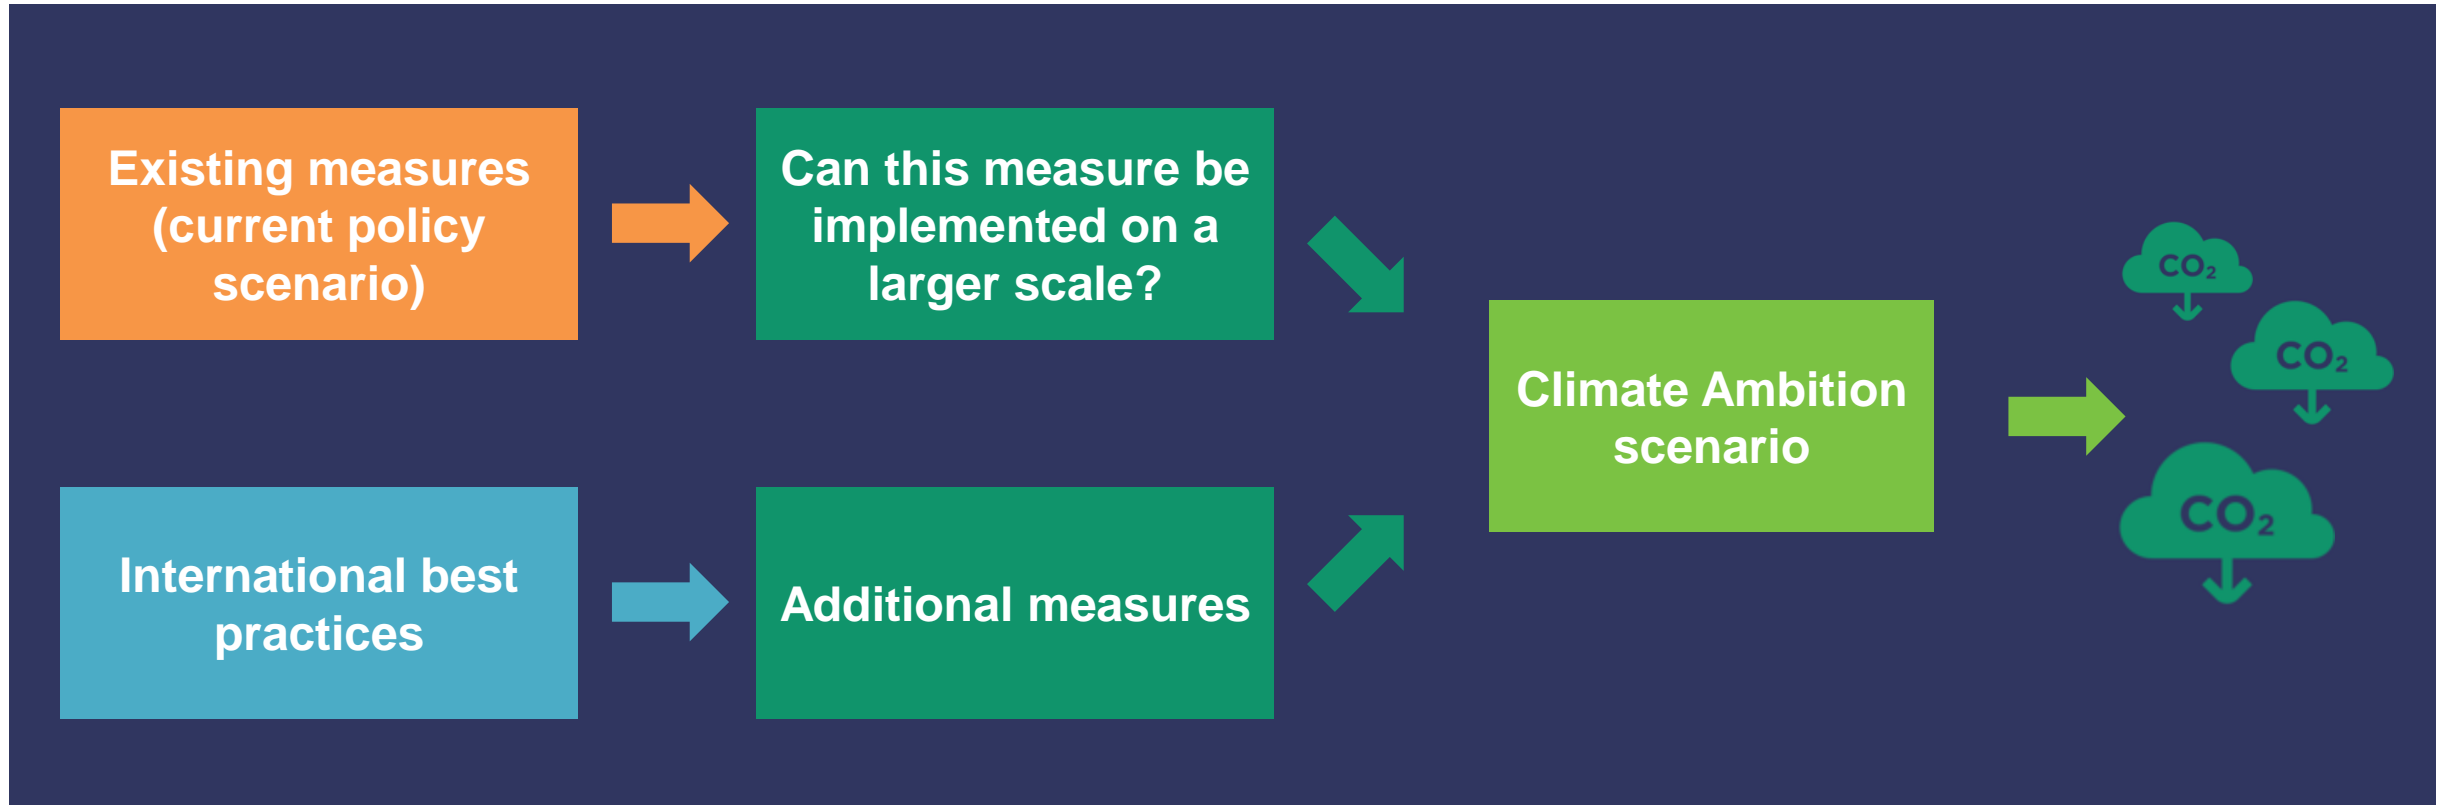 Existing measures
(current policy
scenario)
Can this measure be
implemented on a
larger scale?
International best
practices
Additional measures
Climate Ambition
scenario
CO₂
CO₂
CO₂